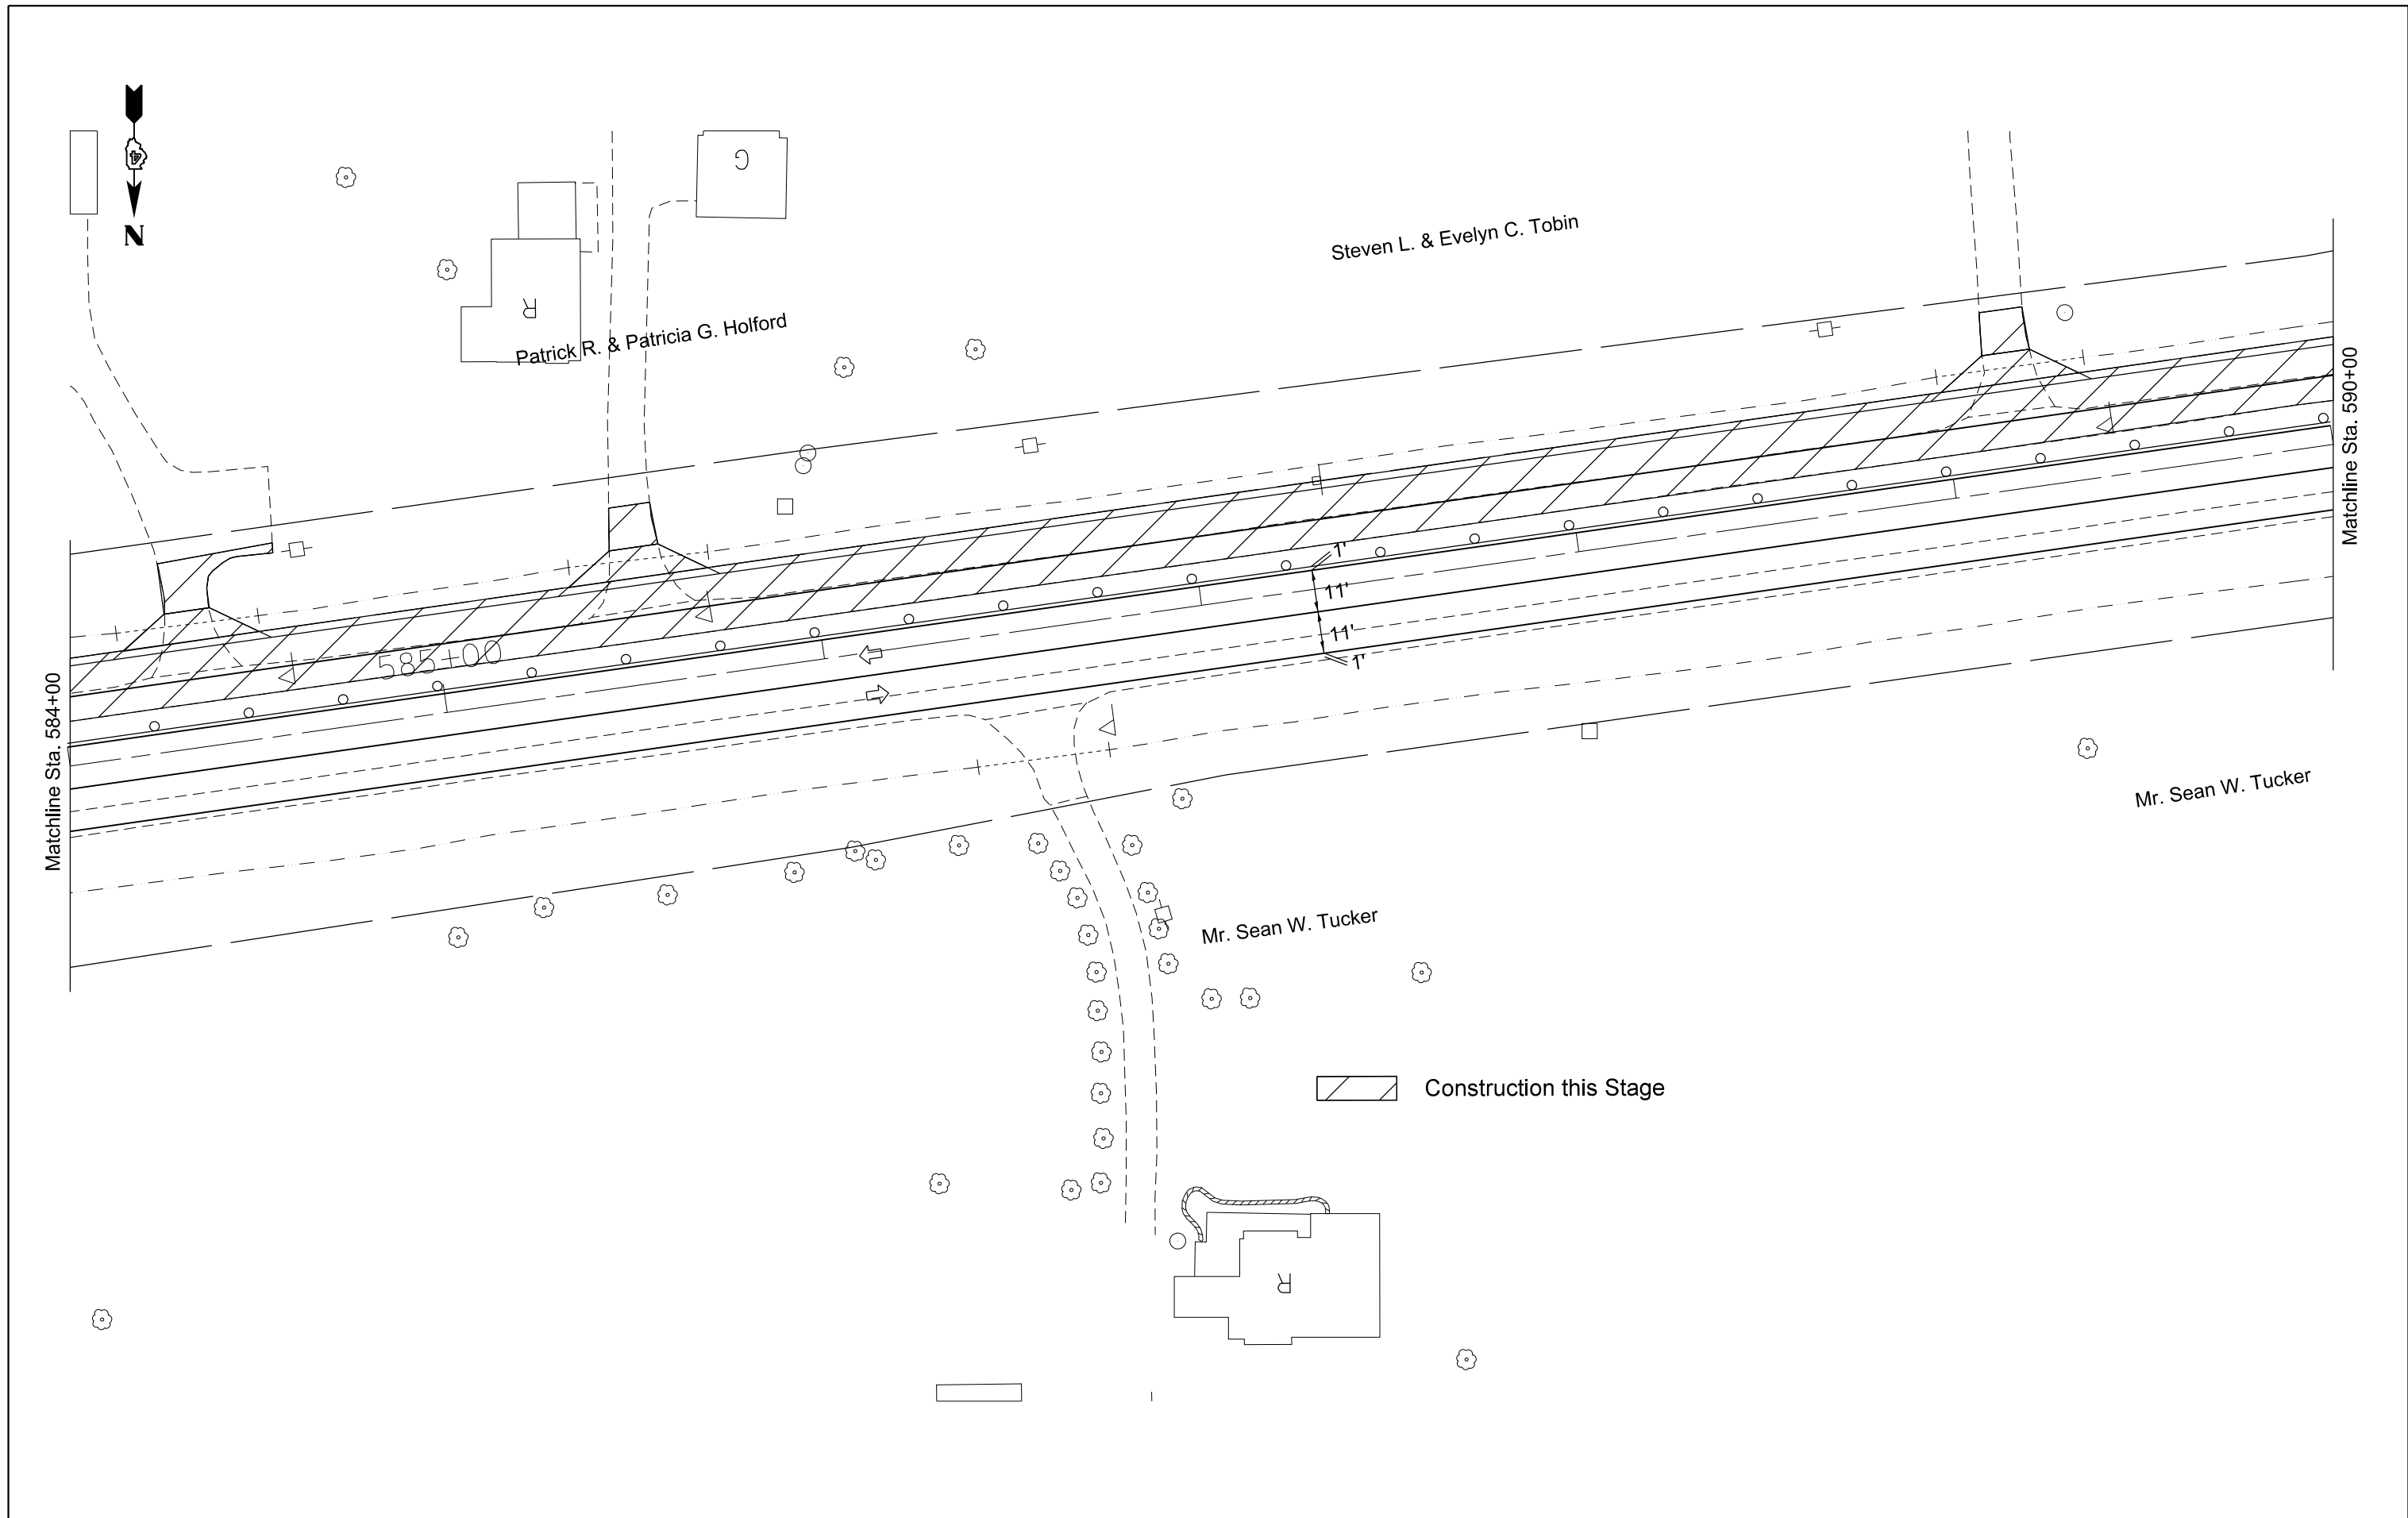 4
N
G
Steven L. & Evelyn C. Tobin
R
Patrick R. & Patricia G. Holford
Matchline Sta. 590+00
1'
11'
11'
1'
585+00
Matchline Sta. 584+00
Mr. Sean W. Tucker
Mr. Sean W. Tucker
Construction this Stage
R